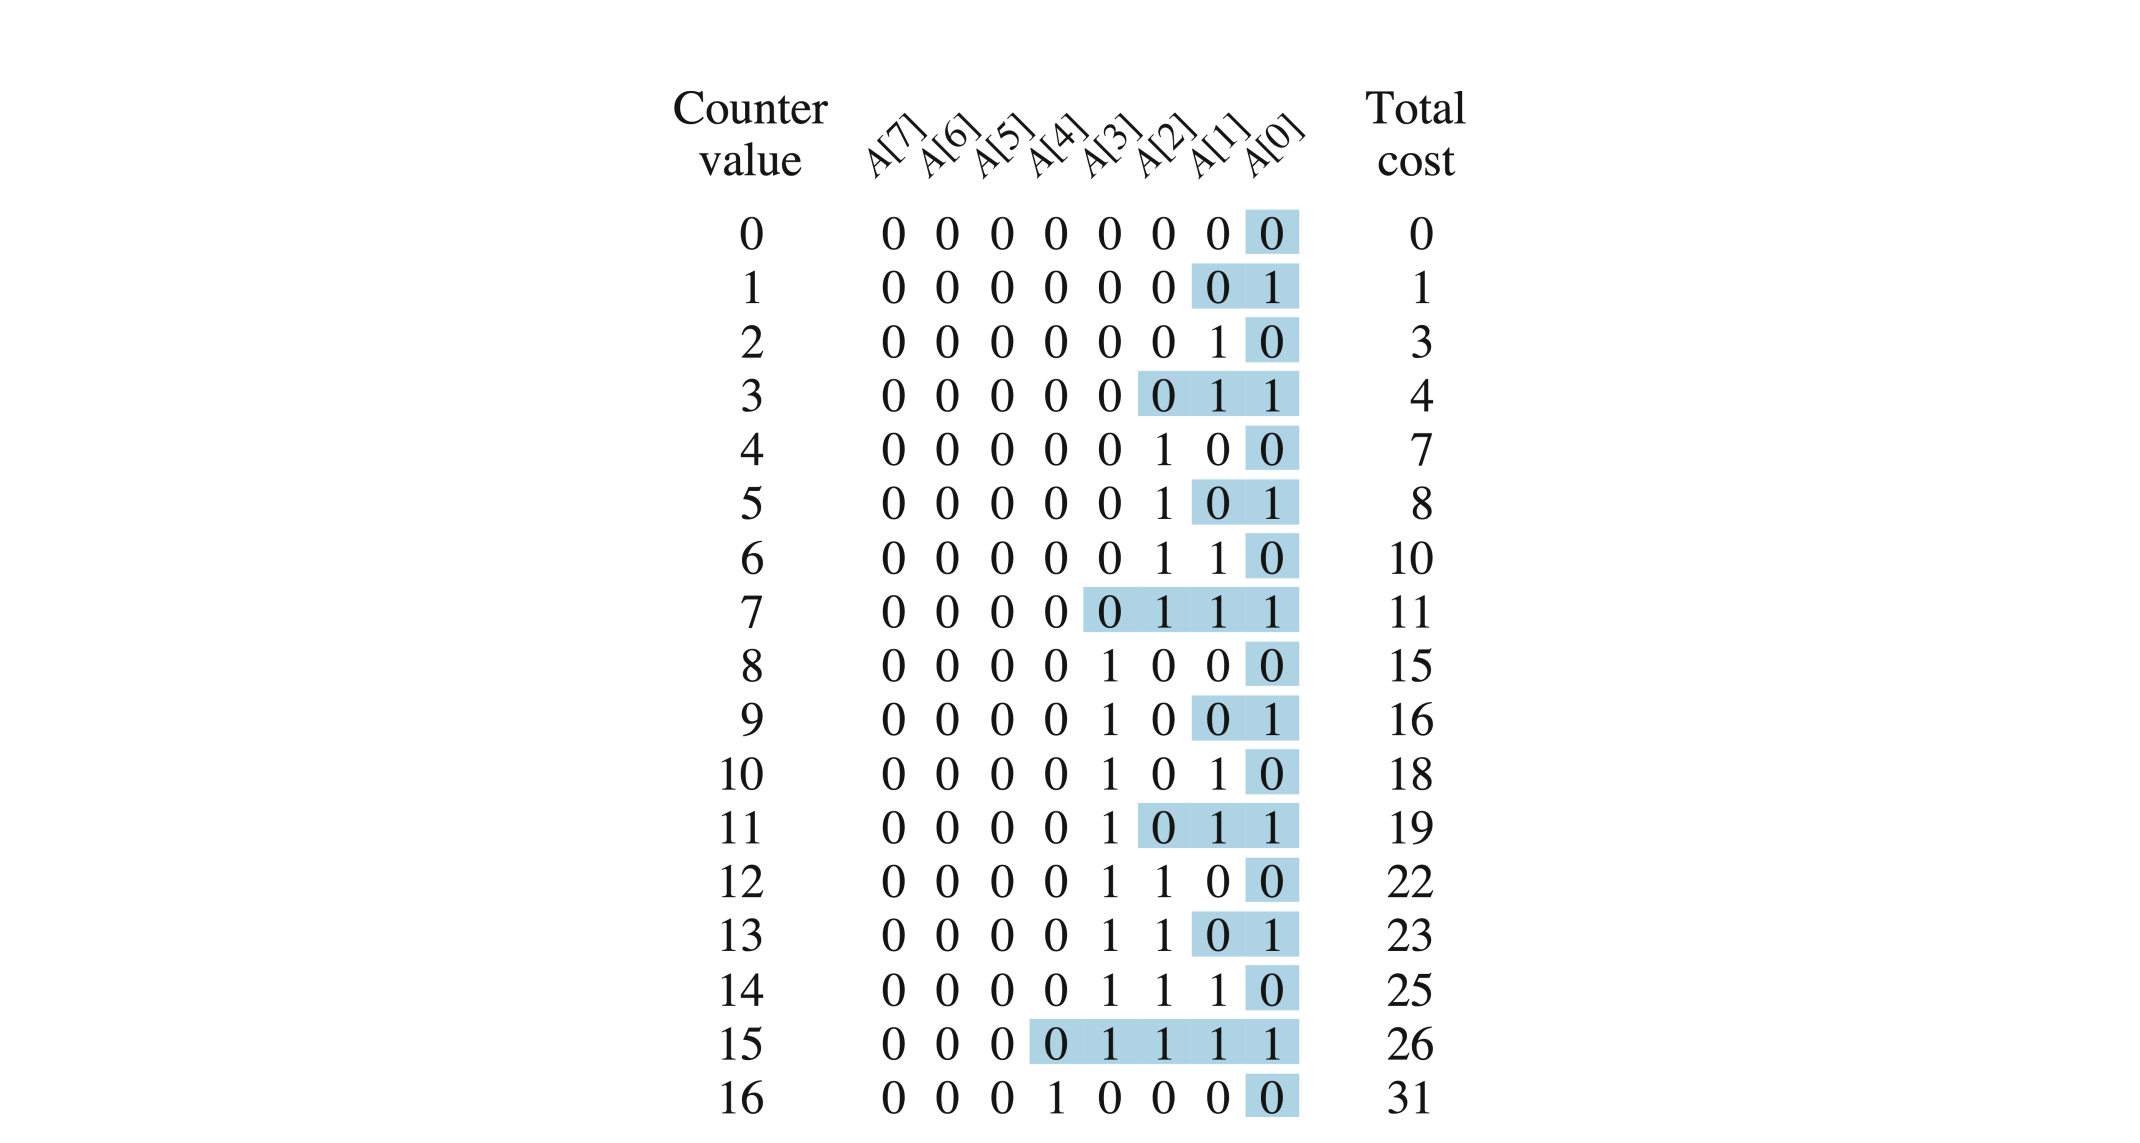 Counter value A[7] A[6] A[5] A[4] A[3] A[2] A[1] A[0] Total cost
0 0 0 0 0 0 0 0 0 0
1 0 0 0 0 0 0 0 1 1
2 0 0 0 0 0 0 1 0 3
3 0 0 0 0 0 0 1 1 4
4 0 0 0 0 0 1 0 0 7
5 0 0 0 0 0 1 0 1 8
6 0 0 0 0 0 1 1 0 10
7 0 0 0 0 0 1 1 1 11
8 0 0 0 0 1 0 0 0 15
9 0 0 0 0 1 0 0 1 16
10 0 0 0 0 1 0 1 0 18
11 0 0 0 0 1 0 1 1 19
12 0 0 0 0 1 1 0 0 22
13 0 0 0 0 1 1 0 1 23
14 0 0 0 0 1 1 1 0 25
15 0 0 0 0 1 1 1 1 26
16 0 0 0 1 0 0 0 0 31